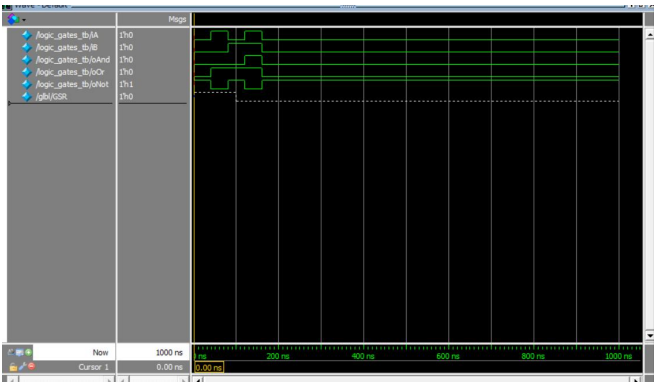 Wave - Default
Msgs
/logic_gates_tb/iA 1'h0
/logic_gates_tb/iB 1'h0
/logic_gates_tb/oAnd 1'h0
/logic_gates_tb/oOr 1'h0
/logic_gates_tb/oNot 1'h1
/glbl/GSR 1'h0
Now 1000 ns
ns 200 ns 400 ns 600 ns 800 ns 1000 ns
Cursor 1 0.00 ns 0.00 ns